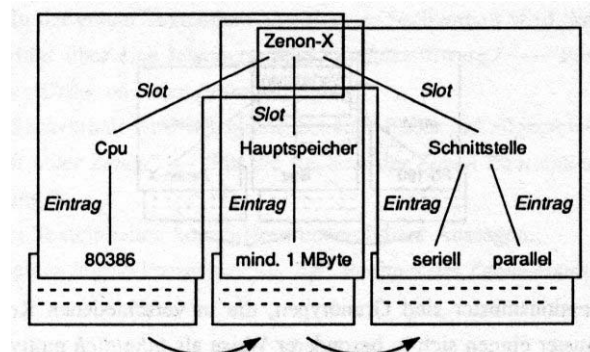 Zenon-X
Slot
Slot
Slot
Cpu
Hauptspeicher
Schnittstelle
Eintrag
Eintrag
Eintrag
Eintrag
80386
mind. 1 MByte
seriell
parallel